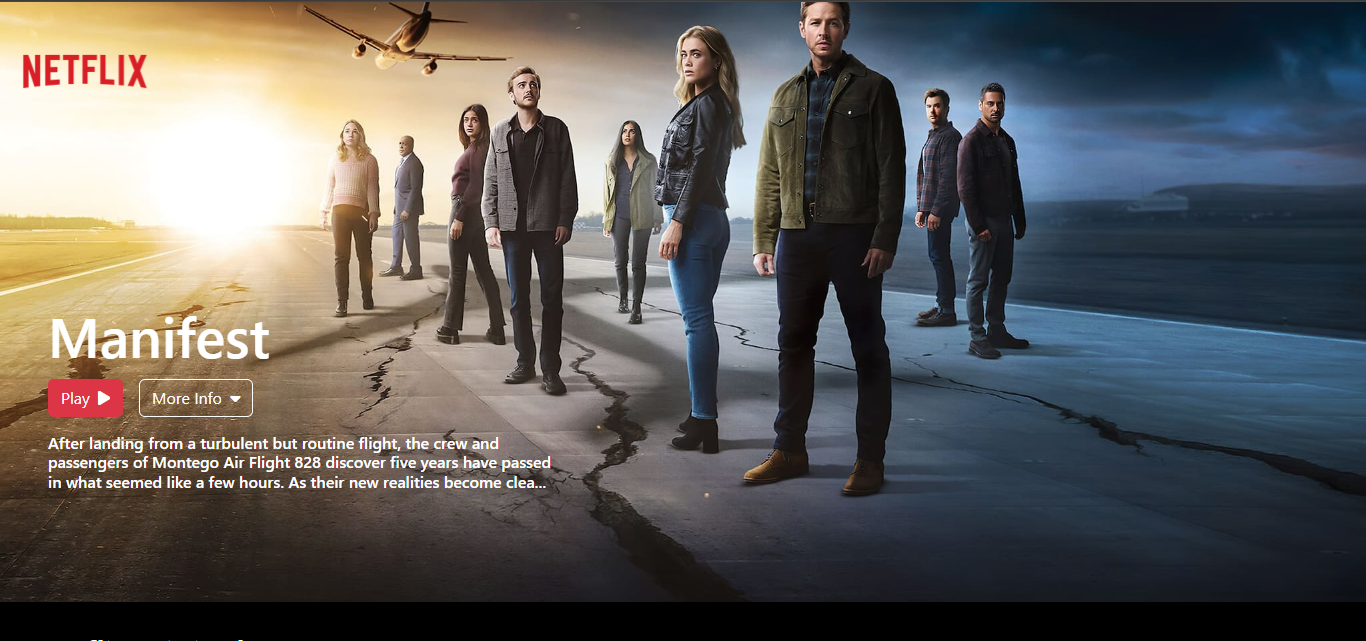 NETFLIX
Manifest
Play
More Info
After landing from a turbulent but routine flight, the crew and
passengers of Montego Air Flight 828 discover five years have passed
in what seemed like a few hours. As their new realities become clea...